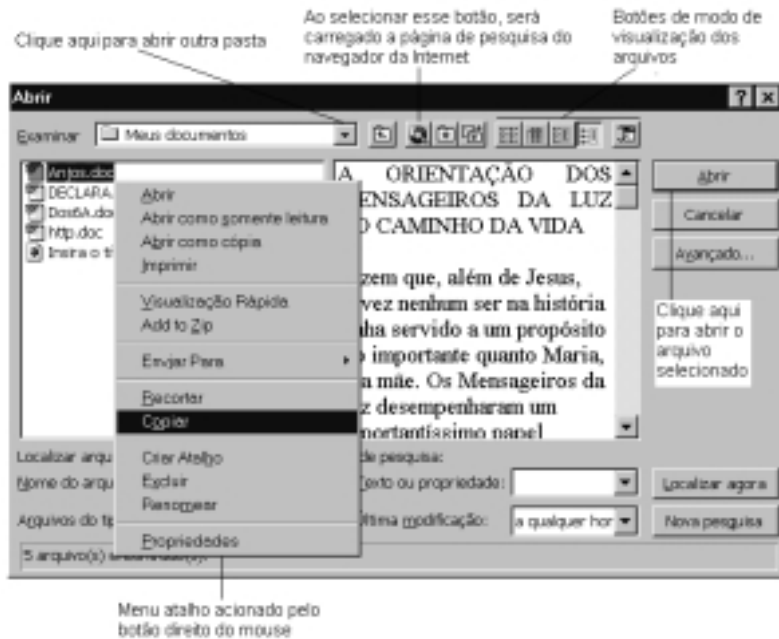 Clique aqui para abrir outra pasta
Ao selecionar esse botão, será
carregado a página de pesquisa do
navegador da Internet
Botões de modo de
visualização dos
arquivos
Abrir
Examinar Meus documentos
Anjos.doc
DECLARA.
Dos6A.do
http.doc
Insira o t
Abrir
Abrir como somente leitura
Abrir como cópia
Imprimir
Visualização Rápida
Add to Zip
Enviar Para
Recortar
Copiar
Criar Atalho
Excluir
Renomear
Propriedades
A ORIENTAÇÃO DOS
ENSAGEIROS DA LUZ
O CAMINHO DA VIDA
zem que, além de Jesus,
vez nenhum ser na história
ha servido a um propósito
o importante quanto Maria,
a mãe. Os Mensageiros da
z desempenharam um
portantíssimo papel
Abrir
Cancelar
Avançado...
Clique aqui
para abrir o
arquivo
selecionado
Localizar arqu de pesquisa:
Nome do arqu Texto ou propriedade: Localizar agora
Arquivos do tip Última modificação: a qualquer hor Nova pesquisa
5 arquivo(s)
Menu atalho acionado pelo
botão direito do mouse